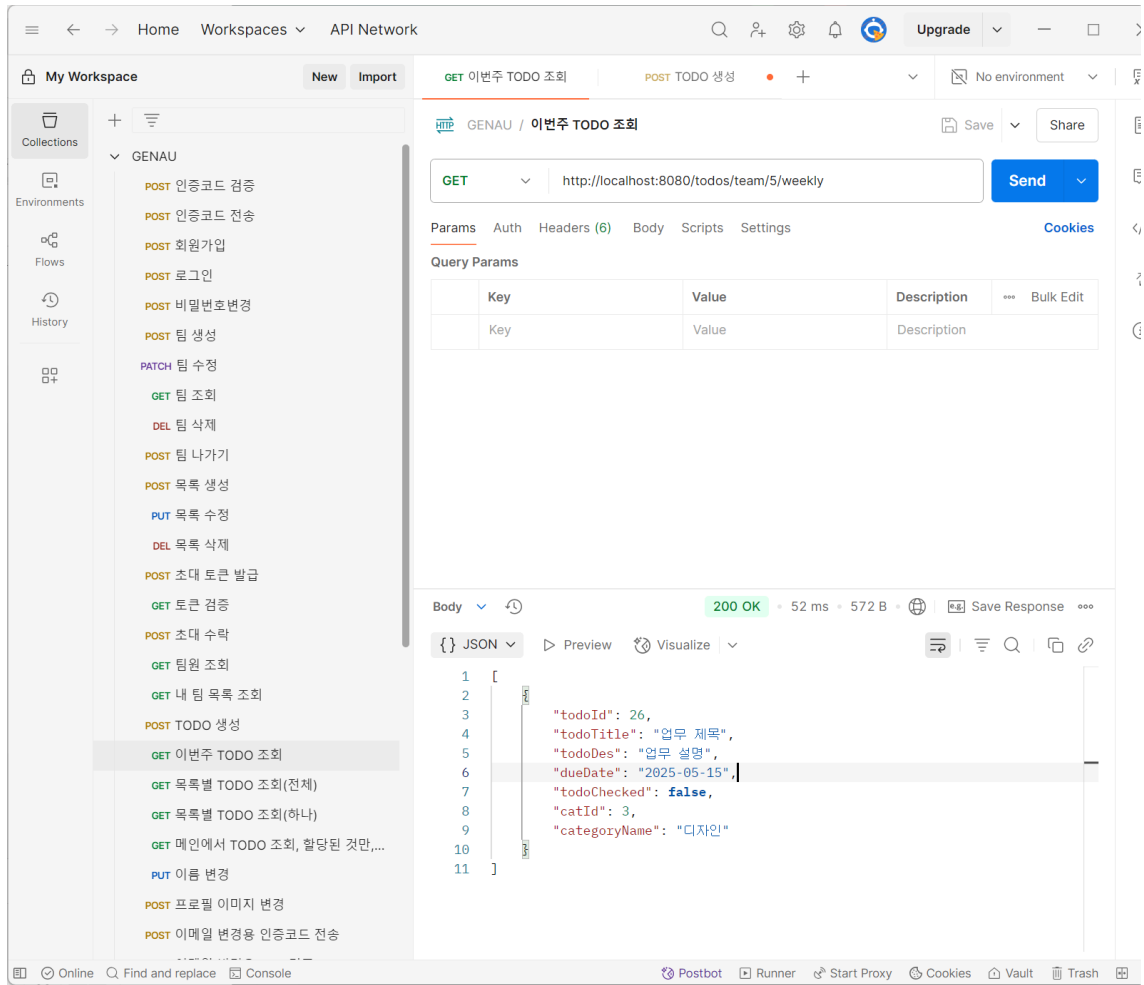 Home Workspaces API Network Upgrade
My Workspace New Import GET 이번주 TODO 조회 POST TODO 생성 No environment
Collections
Environments
Flows
History
GENAU
POST 인증코드 검증
POST 인증코드 전송
POST 회원가입
POST 로그인
POST 비밀번호변경
POST 팀 생성
PATCH 팀 수정
GET 팀 조회
DEL 팀 삭제
POST 팀 나가기
POST 목록 생성
PUT 목록 수정
DEL 목록 삭제
POST 초대 토큰 발급
GET 토큰 검증
POST 초대 수락
GET 팀원 조회
GET 내 팀 목록 조회
POST TODO 생성
GET 이번주 TODO 조회
GET 목록별 TODO 조회(전체)
GET 목록별 TODO 조회(하나)
GET 메인에서 TODO 조회, 할당된 것만,...
PUT 이름 변경
POST 프로필 이미지 변경
POST 이메일 변경용 인증코드 전송
HTTP GENAU / 이번주 TODO 조회 Save Share
GET http://localhost:8080/todos/team/5/weekly Send
Params Auth Headers (6) Body Scripts Settings Cookies
Query Params
Key Value Description Bulk Edit
Key Value Description
Body 200 OK 52 ms 572 B e.g. Save Response
{} JSON Preview Visualize
1 [
2 {
3 "todoId": 26,
4 "todoTitle": "업무 제목",
5 "todoDes": "업무 설명",
6 "dueDate": "2025-05-15",
7 "todoChecked": false,
8 "catId": 3,
9 "categoryName": "디자인"
10 }
11 ]
Online Find and replace Console Postbot Runner Start Proxy Cookies Vault Trash